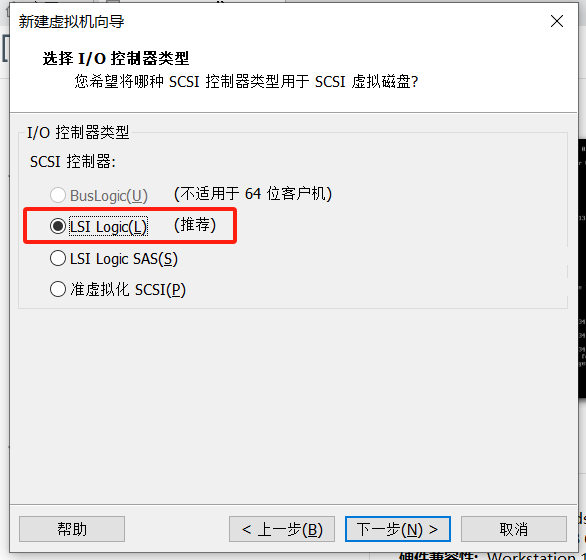 新建虚拟机向导
选择 I/O 控制器类型
您希望将哪种 SCSI 控制器类型用于 SCSI 虚拟磁盘?
I/O 控制器类型
SCSI 控制器:
BusLogic(U) (不适用于 64 位客户机)
LSI Logic(L) (推荐)
LSI Logic SAS(S)
准虚拟化 SCSI(P)
帮助 < 上一步(B) 下一步(N) > 取消
硬件兼容性: Workstation